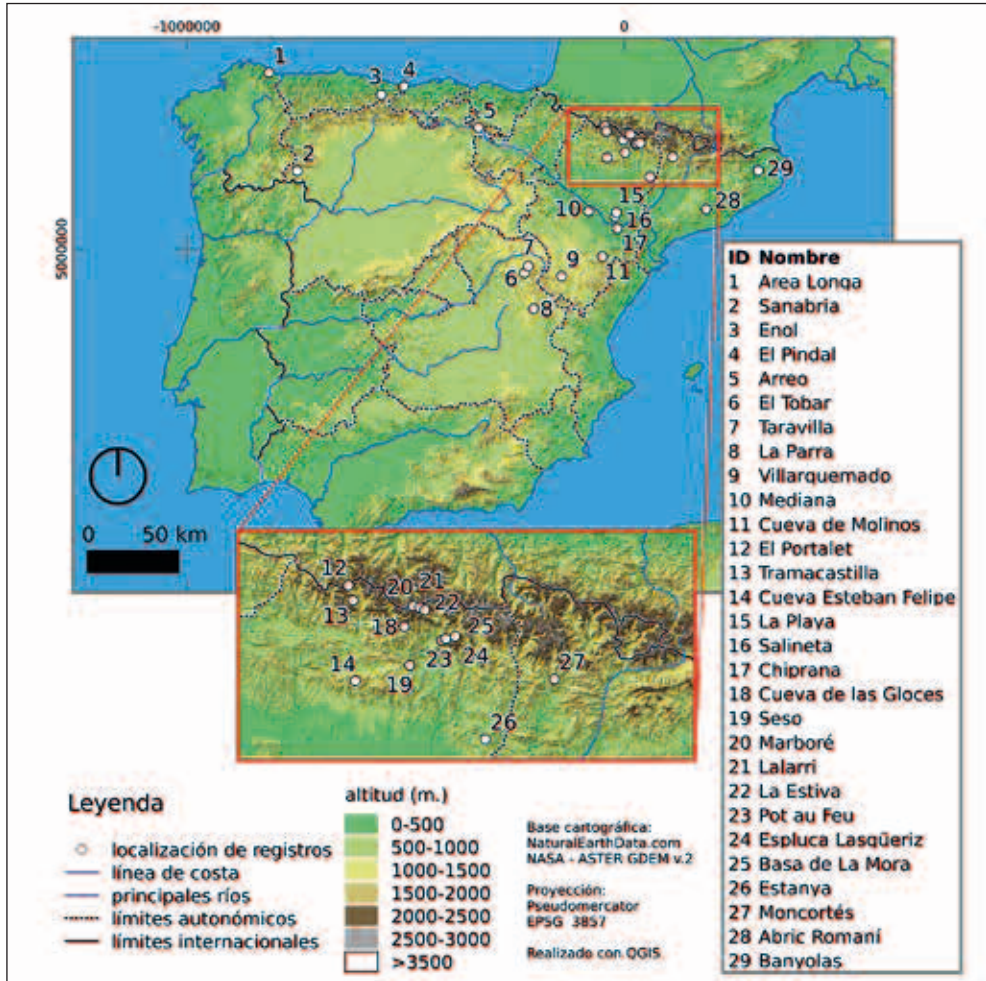 -1000000
0
5000000
1
2
3
4
5
6
7
8
9
10
11
15
16
17
28
29
0 50 km
12
13
14
18
19
20
21
22
23
24
25
26
27
ID Nombre
1 Area Longa
2 Sanabria
3 Enol
4 El Pindal
5 Arreo
6 El Tobar
7 Taravilla
8 La Parra
9 Villarquemado
10 Mediana
11 Cueva de Molinos
12 El Portalet
13 Tramacastilla
14 Cueva Esteban Felipe
15 La Playa
16 Salineta
17 Chiprana
18 Cueva de las Gloces
19 Seso
20 Marboré
21 Lalarri
22 La Estiva
23 Pot au Feu
24 Espluca Lasqüeriz
25 Basa de La Mora
26 Estanya
27 Moncortés
28 Abric Romaní
29 Banyolas
Leyenda
localización de registros
línea de costa
principales ríos
límites autonómicos
límites internacionales
altitud (m.)
0-500
500-1000
1000-1500
1500-2000
2000-2500
2500-3000
>3500
Base cartográfica:
NaturalEarthData.com
NASA - ASTER GDEM v.2
Proyección:
Pseudomercator
EPSG 3857
Realizado con QGIS